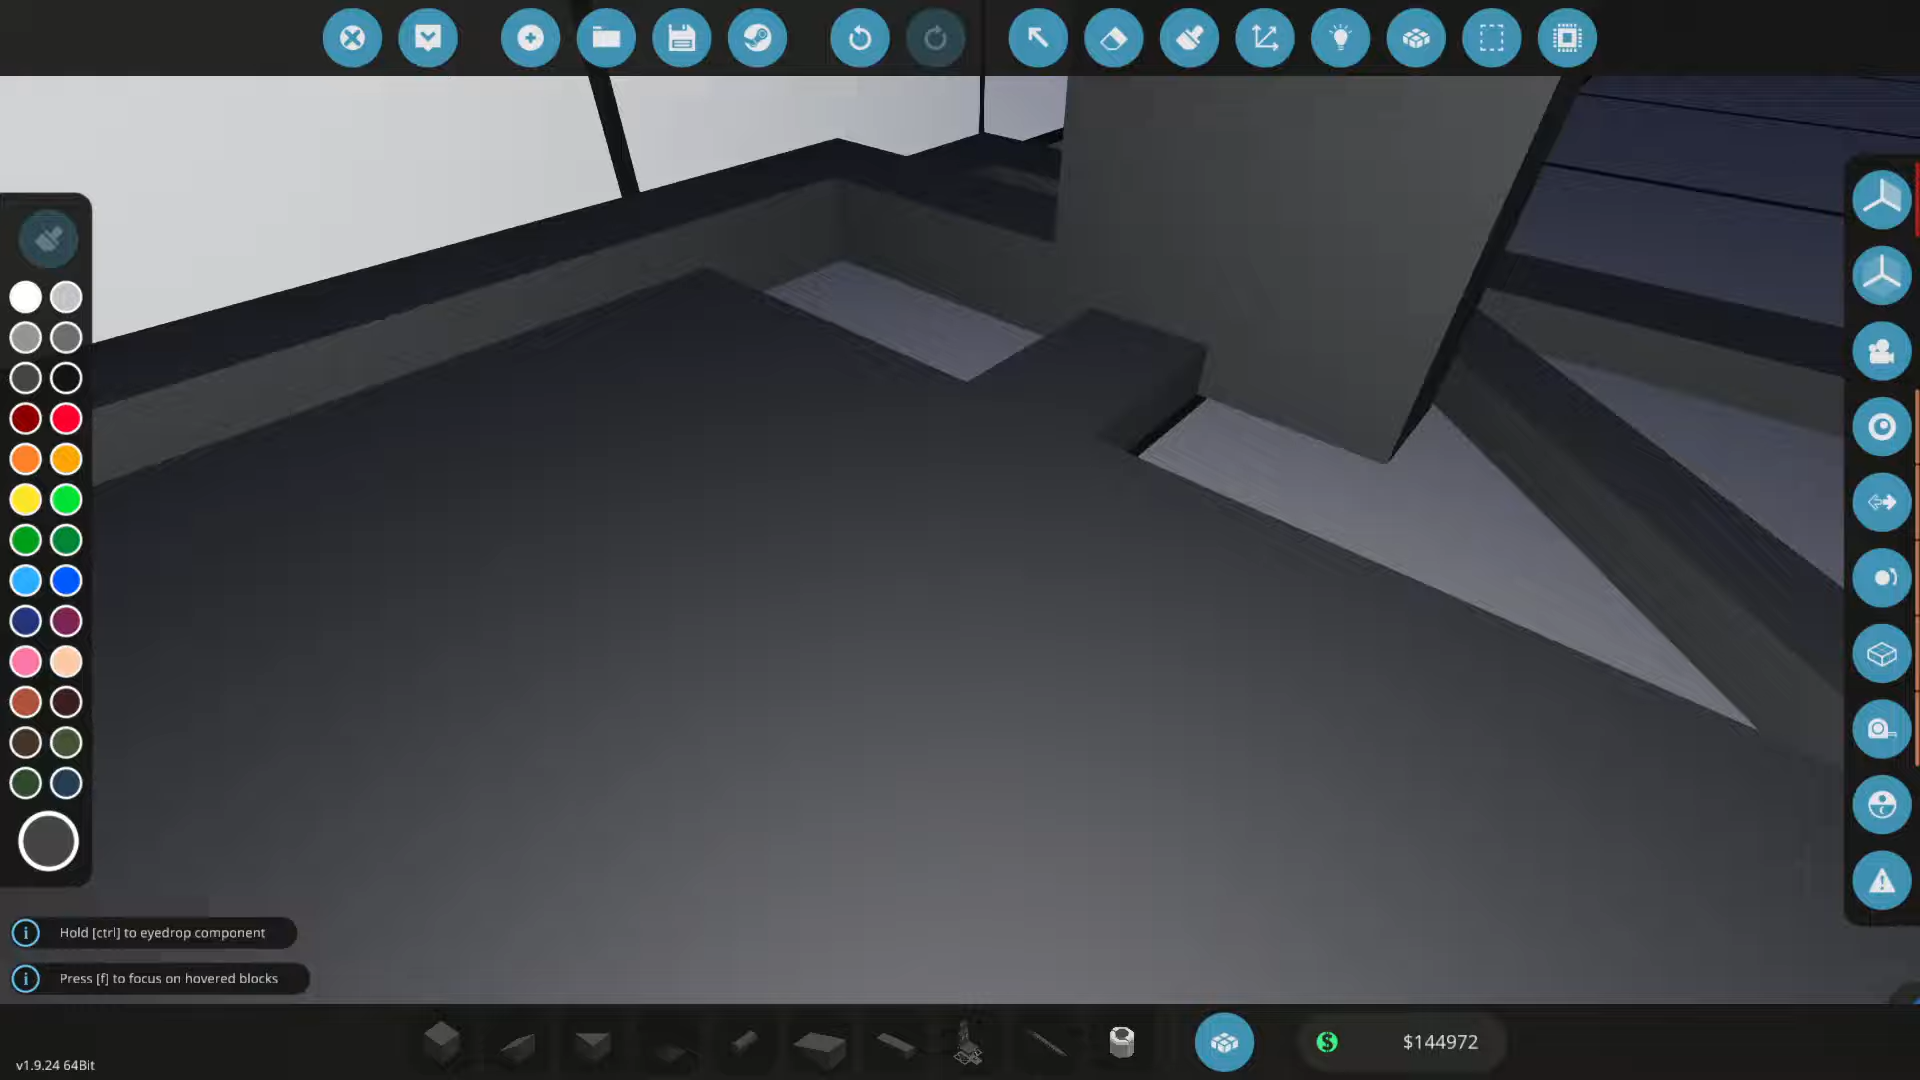 Hold [ctrl] to eyedrop component
Press [f] to focus on hovered blocks
$144972
v1.9.24 64Bit